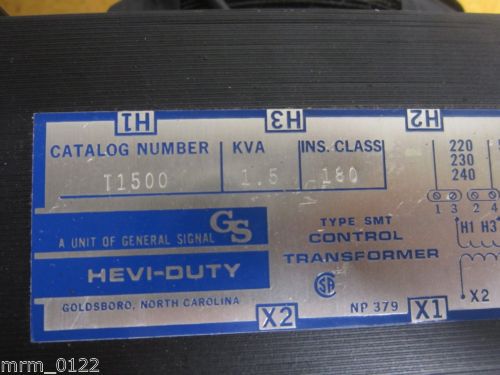 H1 H3 H2
CATALOG NUMBER KVA INS. CLASS
T1500 1.5 180
220
230
240
1 3 2 4
H1 H3
X2
GS
A UNIT OF GENERAL SIGNAL
HEVI-DUTY
GOLDSBORO, NORTH CAROLINA
TYPE SMT
CONTROL
TRANSFORMER
SA
NP 379
X2 X1
mrm_0122